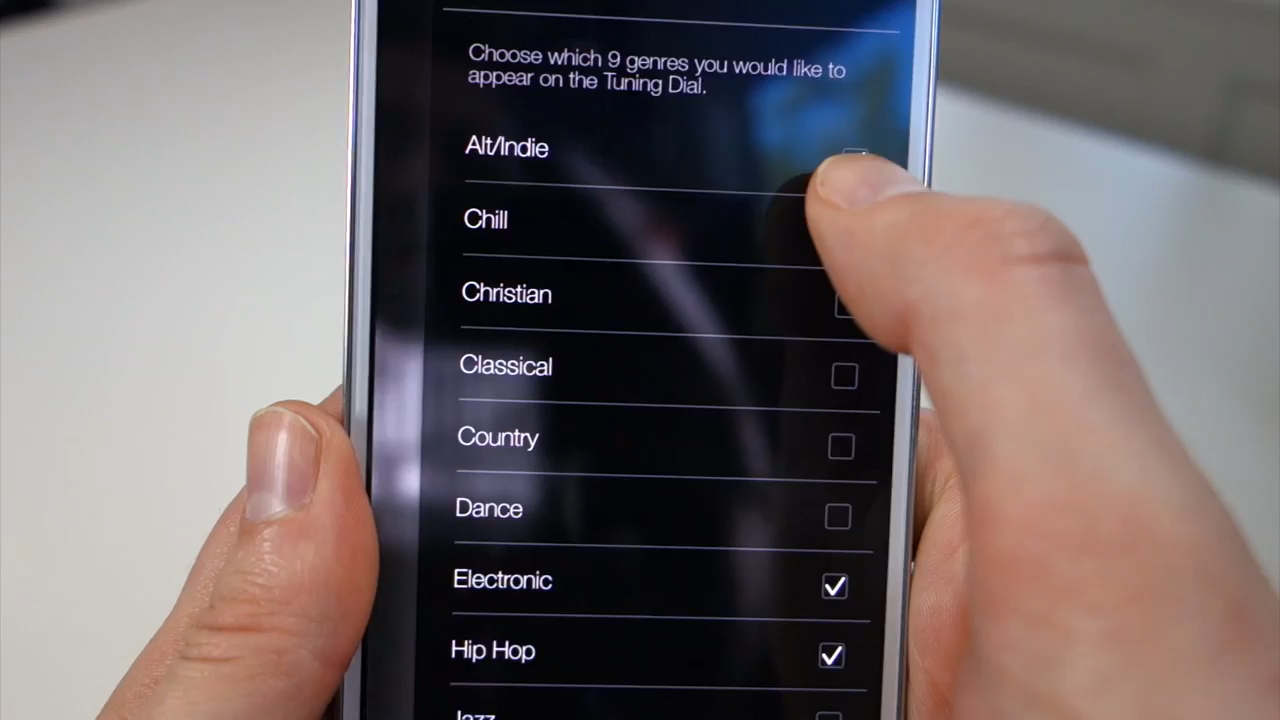 Choose which 9 genres you would like to
appear on the Tuning Dial.
Alt/Indie
Chill
Christian
Classical
Country
Dance
Electronic
Hip Hop
Jazz